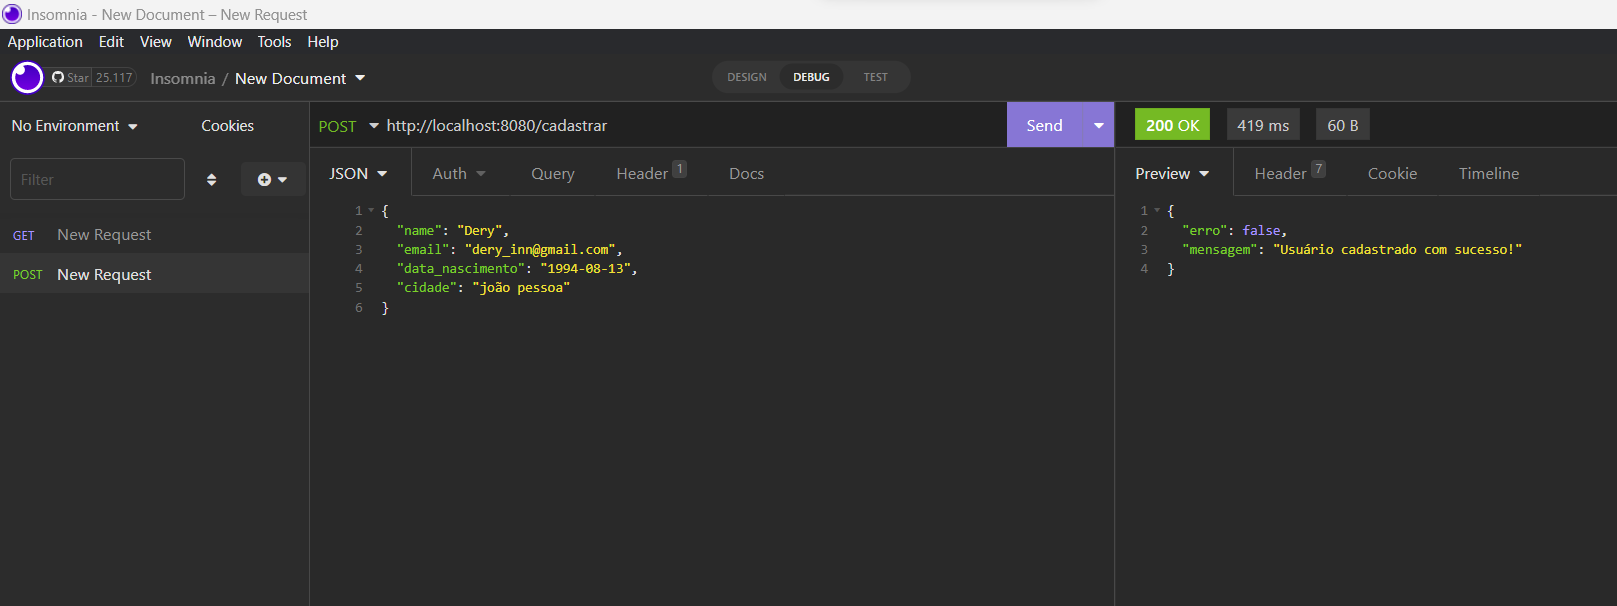 Insomnia - New Document – New Request
Application Edit View Window Tools Help
Star 25.117 Insomnia / New Document DESIGN DEBUG TEST
No Environment Cookies POST http://localhost:8080/cadastrar Send 200 OK 419 ms 60 B
Filter
JSON Auth Query Header 1 Docs
Preview Header 7 Cookie Timeline
GET New Request
POST New Request
1 {
2 "name": "Dery",
3 "email": "dery_inn@gmail.com",
4 "data_nascimento": "1994-08-13",
5 "cidade": "joão pessoa"
6 }
1 {
2 "erro": false,
3 "mensagem": "Usuário cadastrado com sucesso!"
4 }